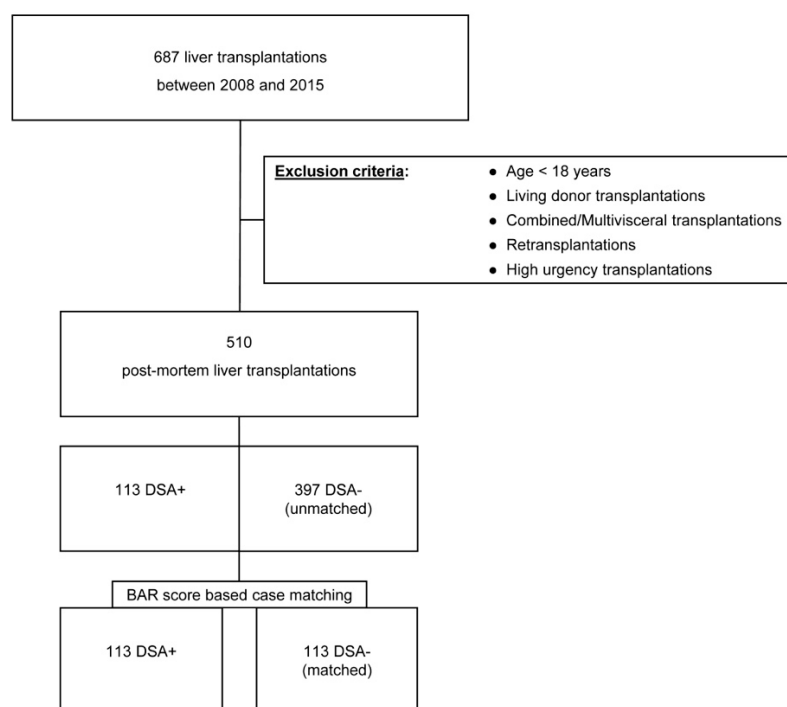 687 liver transplantations
between 2008 and 2015
Exclusion criteria:
● Age < 18 years
● Living donor transplantations
● Combined/Multivisceral transplantations
● Retransplantations
● High urgency transplantations
510
post-mortem liver transplantations
113 DSA+
397 DSA-
(unmatched)
BAR score based case matching
113 DSA+
113 DSA-
(matched)